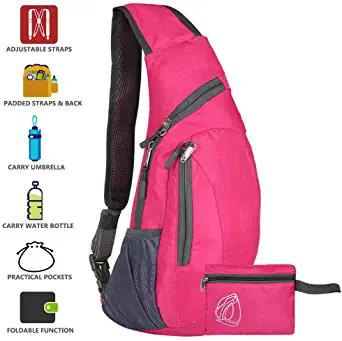 ADJUSTABLE STRAPS
PADDED STRAPS & BACK
CARRY UMBRELLA
CARRY WATER BOTTLE
PRACTICAL POCKETS
FOLDABLE FUNCTION